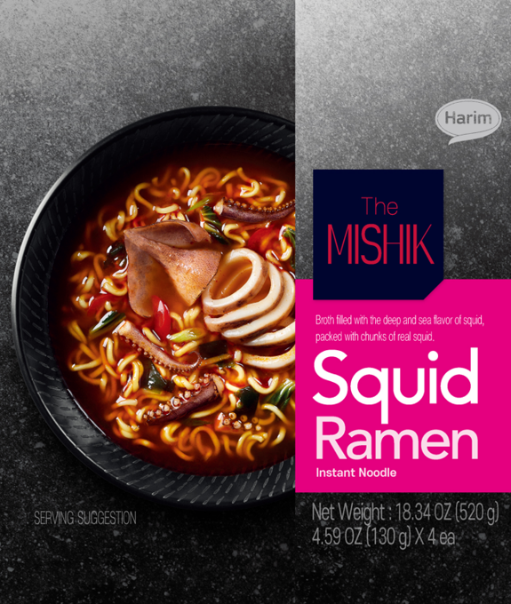 Harim
The
MISHIK
Broth filled with the deep and sea flavor of squid,
packed with chunks of real squid.
Squid
Ramen
Instant Noodle
SERVING SUGGESTION
Net Weight : 18.34 OZ (520 g)
4.59 OZ (130 g) X 4 ea